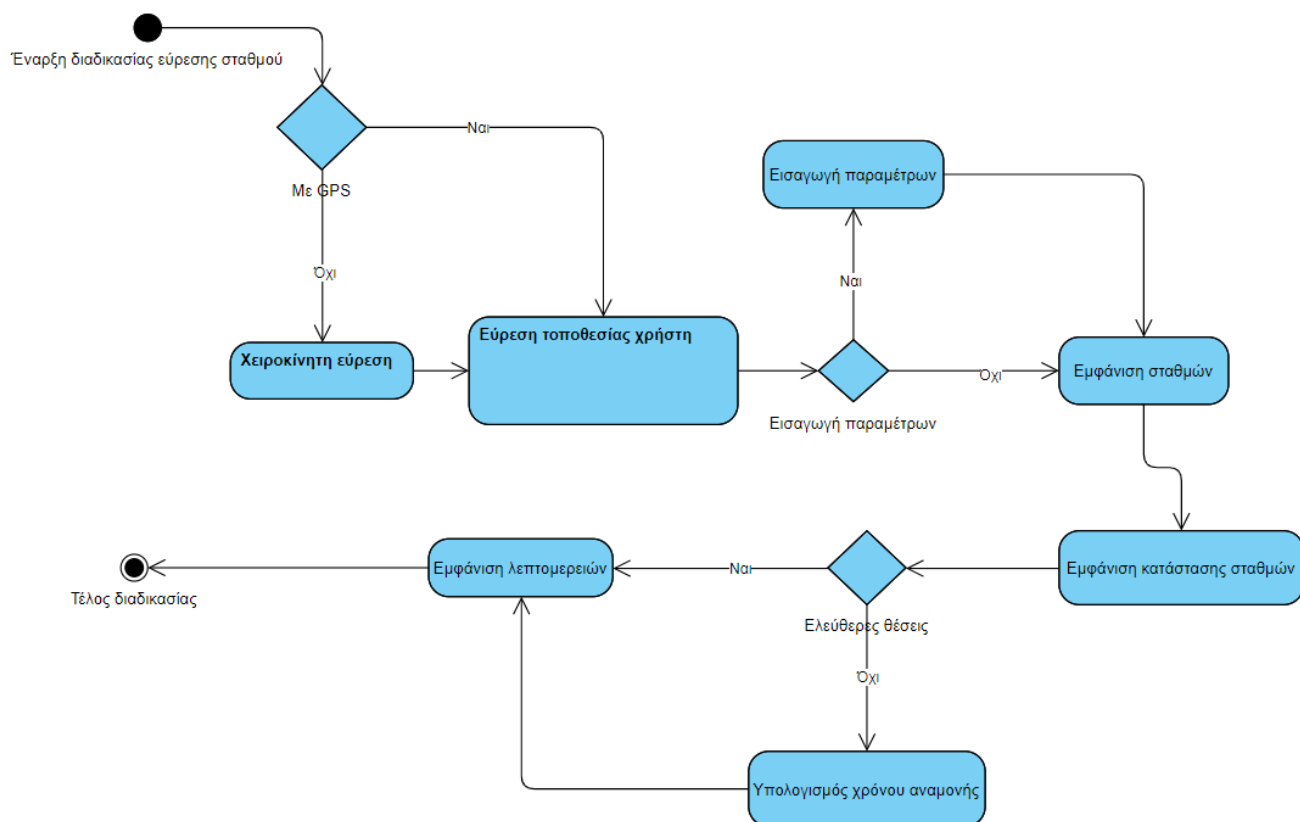 Έναρξη διαδικασίας εύρεσης σταθμού
Ναι
Με GPS
Όχι
Χειροκίνητη εύρεση
Εύρεση τοποθεσίας χρήστη
Εισαγωγή παραμέτρων
Ναι
Εισαγωγή παραμέτρων
Όχι
Εμφάνιση σταθμών
Εμφάνιση κατάστασης σταθμών
Ελεύθερες θέσεις
Ναι
Όχι
Υπολογισμός χρόνου αναμονής
Εμφάνιση λεπτομερειών
Τέλος διαδικασίας